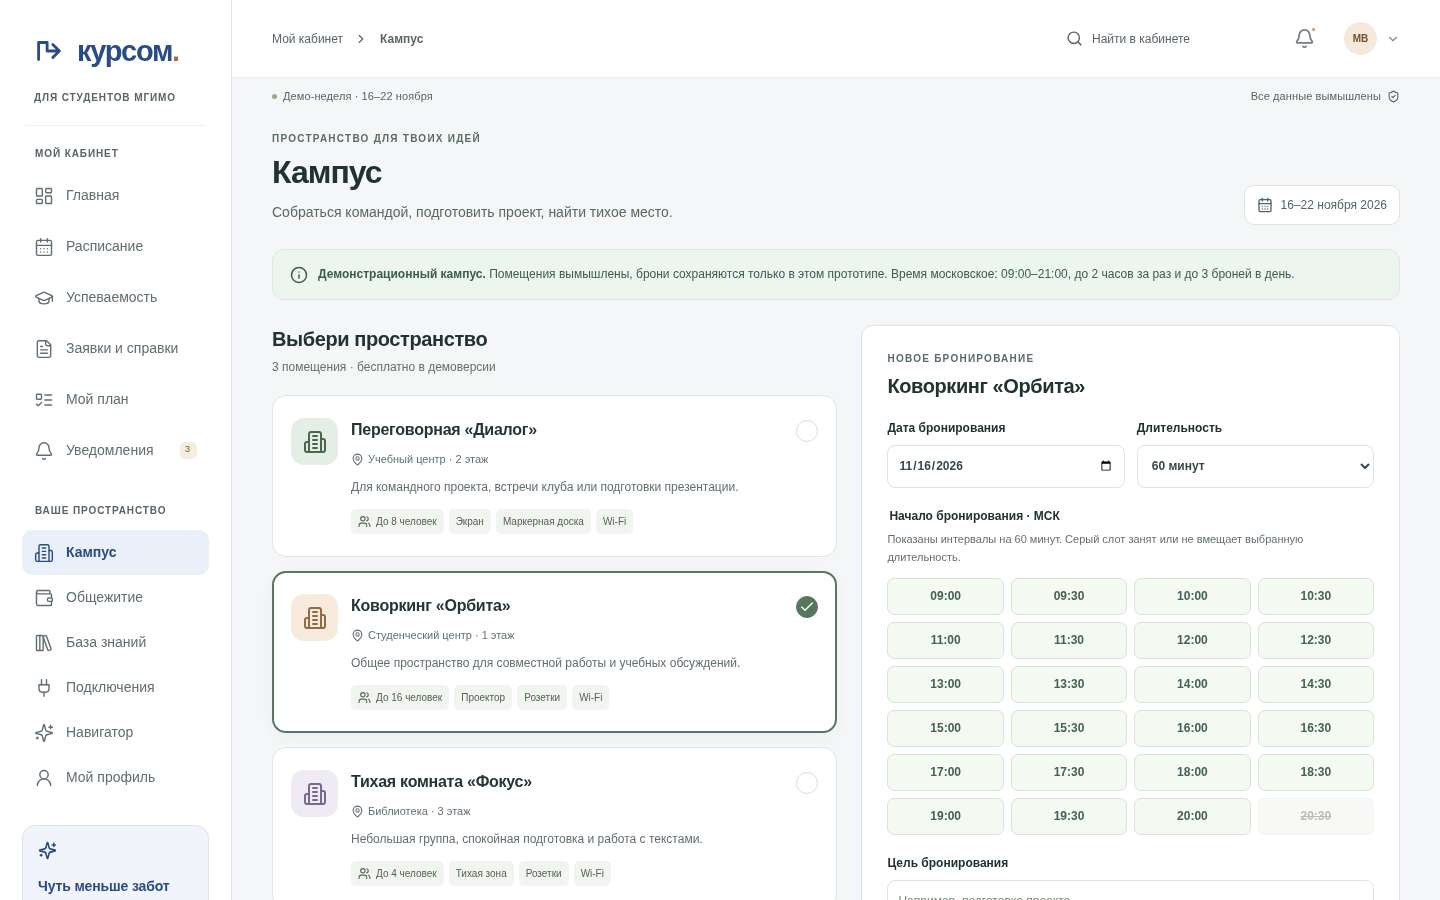 курсом.
ДЛЯ СТУДЕНТОВ МГИМО
МОЙ КАБИНЕТ
Главная
Расписание
Успеваемость
Заявки и справки
Мой план
Уведомления 3
ВАШЕ ПРОСТРАНСТВО
Кампус
Общежитие
База знаний
Подключения
Навигатор
Мой профиль
Чуть меньше забот
Мой кабинет Кампус
Найти в кабинете
МВ
Демо-неделя · 16–22 ноября
Все данные вымышлены
ПРОСТРАНСТВО ДЛЯ ТВОИХ ИДЕЙ
Кампус
Собраться командой, подготовить проект, найти тихое место.
16–22 ноября 2026
Демонстрационный кампус. Помещения вымышлены, брони сохраняются только в этом прототипе. Время московское: 09:00–21:00, до 2 часов за раз и до 3 броней в день.
Выбери пространство
3 помещения · бесплатно в демоверсии
Переговорная «Диалог»
Учебный центр · 2 этаж
Для командного проекта, встречи клуба или подготовки презентации.
До 8 человек Экран Маркерная доска Wi-Fi
Коворкинг «Орбита»
Студенческий центр · 1 этаж
Общее пространство для совместной работы и учебных обсуждений.
До 16 человек Проектор Розетки Wi-Fi
Тихая комната «Фокус»
Библиотека · 3 этаж
Небольшая группа, спокойная подготовка и работа с текстами.
До 4 человек Тихая зона Розетки Wi-Fi
НОВОЕ БРОНИРОВАНИЕ
Коворкинг «Орбита»
Дата бронирования Длительность
11/16/2026 60 минут
Начало бронирования · МСК
Показаны интервалы на 60 минут. Серый слот занят или не вмещает выбранную
длительность.
09:00 09:30 10:00 10:30
11:00 11:30 12:00 12:30
13:00 13:30 14:00 14:30
15:00 15:30 16:00 16:30
17:00 17:30 18:00 18:30
19:00 19:30 20:00 20:30
Цель бронирования
Например, подготовка проекта